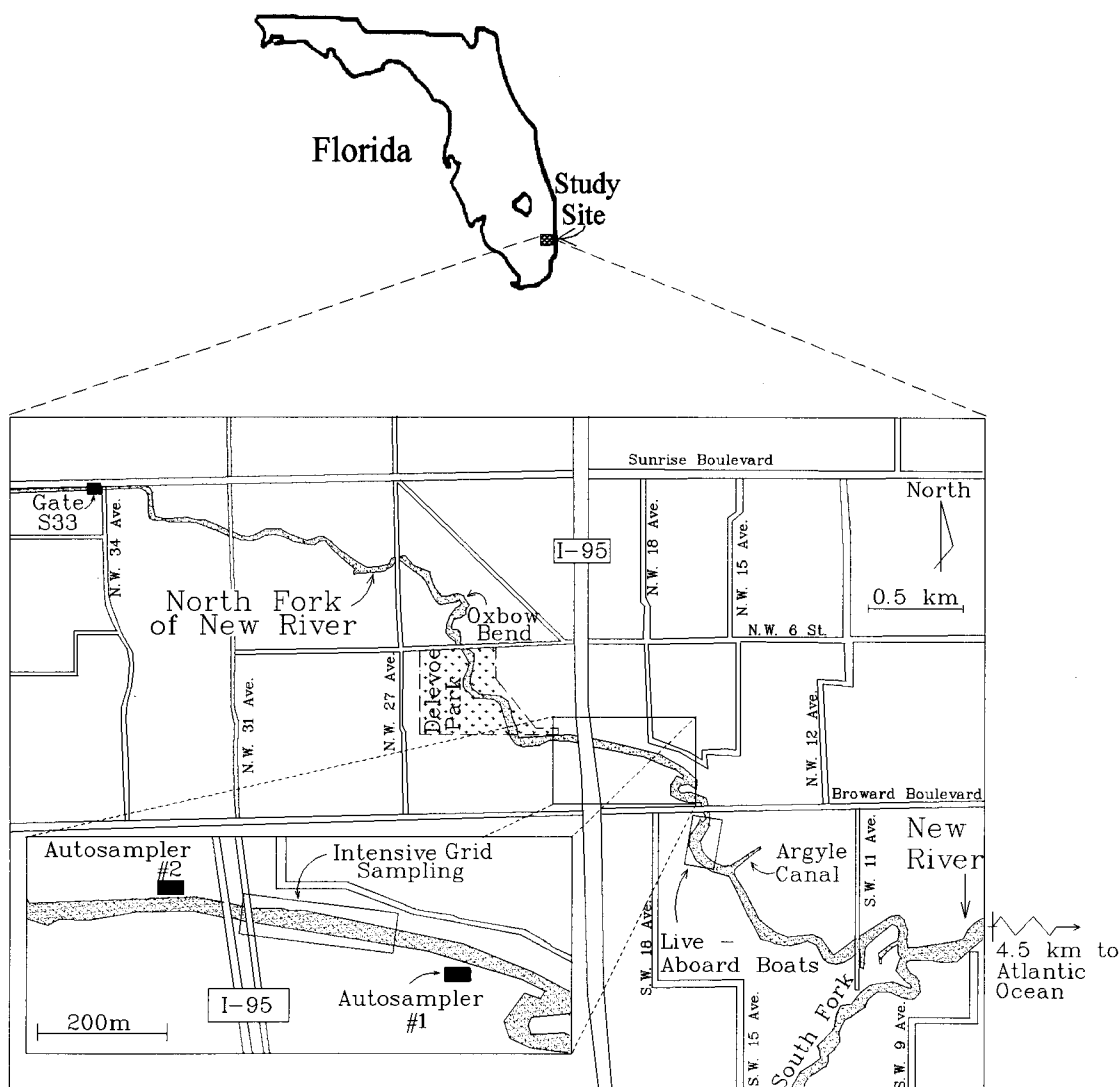 Florida
Study
Site
Sunrise Boulevard
Gate
S33
N.W. 34 Ave.
North
I-95
N.W. 18 Ave.
N.W. 15 Ave.
0.5 km
North Fork
of New River
Oxbow
Bend
N.W. 6 St.
N.W. 31 Ave.
N.W. 27 Ave.
Delevoe
Park
N.W. 12 Ave.
Broward Boulevard
Autosampler
#2
Intensive Grid
Sampling
I-95
Autosampler
#1
200m
S.W. 11 Ave.
New
River
Argyle
Canal
S.W. 18 Ave.
Live -
Aboard Boats
4.5 km to
Atlantic
Ocean
South Fork
S.W. 15 Ave.
S.W. 9 Ave.